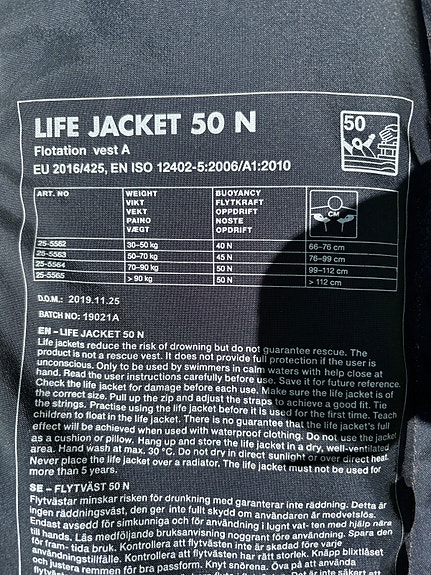 LIFE JACKET 50 N
50
Flotation vest A
EU 2016/425, EN ISO 12402-5:2006/A1:2010
ART. NO WEIGHT BUOYANCY
VIKT FLYTKRAFT
VEKT OPPDRIFT
PAINO NOSTE
VÆGT OPDRIFT
CM
25-5562 30–50 kg 40 N 66–76 cm
25-5563 50–70 kg 45 N 76–99 cm
25-5564 70–90 kg 50 N 99–112 cm
25-5565 > 90 kg 50 N > 112 cm
D.O.M.: 2019.11.25
BATCH NO: 19021A
EN – LIFE JACKET 50 N
Life jackets reduce the risk of drowning but do not guarantee rescue. The
product is not a rescue vest. It does not provide full protection if the user is
unconscious. Only to be used by swimmers in calm waters with help close at
hand. Read the user instructions carefully before use. Save it for future reference.
Check the life jacket for damage before each use. Make sure the life jacket is of
the correct size. Pull up the zip and adjust the straps to achieve a good fit. Tie
the strings. Practise using the life jacket before it is used for the first time. Teach
children to float in the life jacket. There is no guarantee that the life jacket's full
effect will be achieved when used with waterproof clothing. Do not use the jacket
as a cushion or pillow. Hang up and store the life jacket in a dry, well-ventilated
area. Hand wash at max. 30 °C. Do not dry in direct sunlight or over direct heat.
Never place the life jacket over a radiator. The life jacket must not be used for
more than 5 years.
SE – FLYTVÄST 50 N
Flytvästar minskar risken för drunkning med garanterar inte räddning. Detta är
ingen räddningsväst, den ger inte fullt skydd om användaren är medvetslös.
Endast avsedd för simkunniga och för användning i lugnt vat- ten med hjälp nära
till hands. Läs medföljande bruksanvisning noggrant före användning. Spara den
för fram- tida bruk. Kontrollera att flytvästen inte är skadad före varje
användningstillfälle. Kontrollera att flytvästen har rätt storlek. Knäpp blixtlåset
och justera remmen för bra passform. Knyt snörena. Öva på att använda